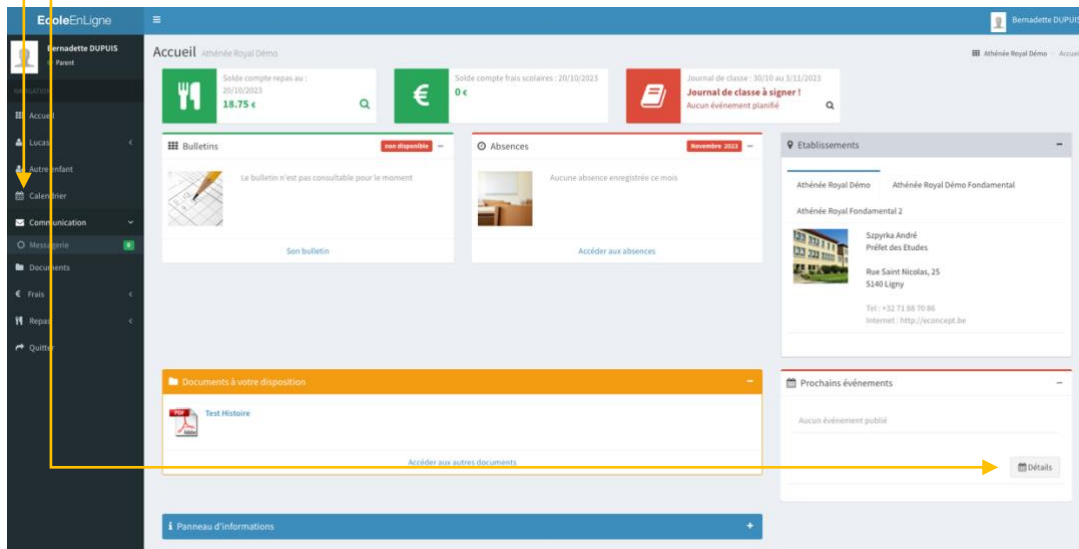 EcoleEnLigne
Bernadette DUPUIS
Bernadette DUPUIS
Parent
NAVIGATION
Accueil
Lucas
Autre enfant
Calendrier
Communication
Messagerie
0
Documents
Frais
Repas
Quitter
Accueil Athénée Royal Démo
Athénée Royal Démo
Accueil
Solde compte repas au :
20/10/2023
18.75 €
Solde compte frais scolaires : 20/10/2023
0 €
Journal de classe : 30/10 au 3/11/2023
Journal de classe à signer !
Aucun événement planifié
Bulletins
non disponible
Le bulletin n'est pas consultable pour le moment
Son bulletin
Absences
Novembre 2023
Aucune absence enregistrée ce mois
Accéder aux absences
Etablissements
Athénée Royal Démo
Athénée Royal Démo Fondamental
Athénée Royal Fondamental 2
Szpyrka André
Préfet des Etudes
Rue Saint Nicolas, 25
5140 Ligny
Tel : +32 71 88 70 86
Internet : http://econcept.be
Documents à votre disposition
PDF
Adobe
Test Histoire
Accéder aux autres documents
Prochains événements
Aucun événement publié
Détails
Panneau d'informations